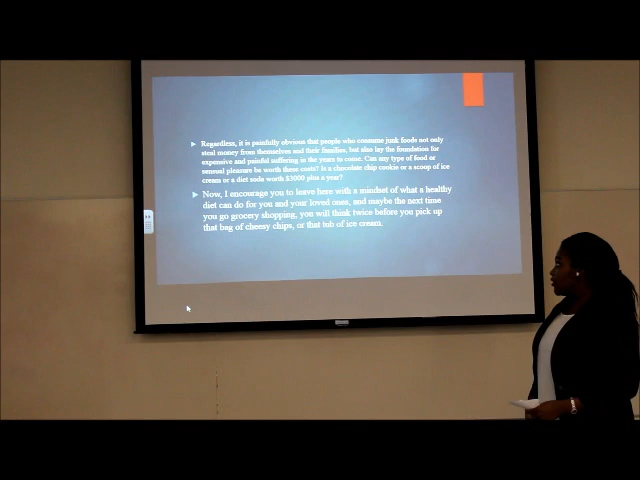 Regardless, it is painfully obvious that people who consume junk foods not only
steal money from themselves and their families, but also lay the foundation for
expensive and painful suffering in the years to come. Can any type of food or
sensual pleasure be worth these costs? Is a chocolate chip cookie or a scoop of ice
cream or a diet soda worth $3000 plus a year?
Now, I encourage you to leave here with a mindset of what a healthy
diet can do for you and your loved ones, and maybe the next time
you go grocery shopping, you will think twice before you pick up
that bag of cheesy chips, or that tub of ice cream.